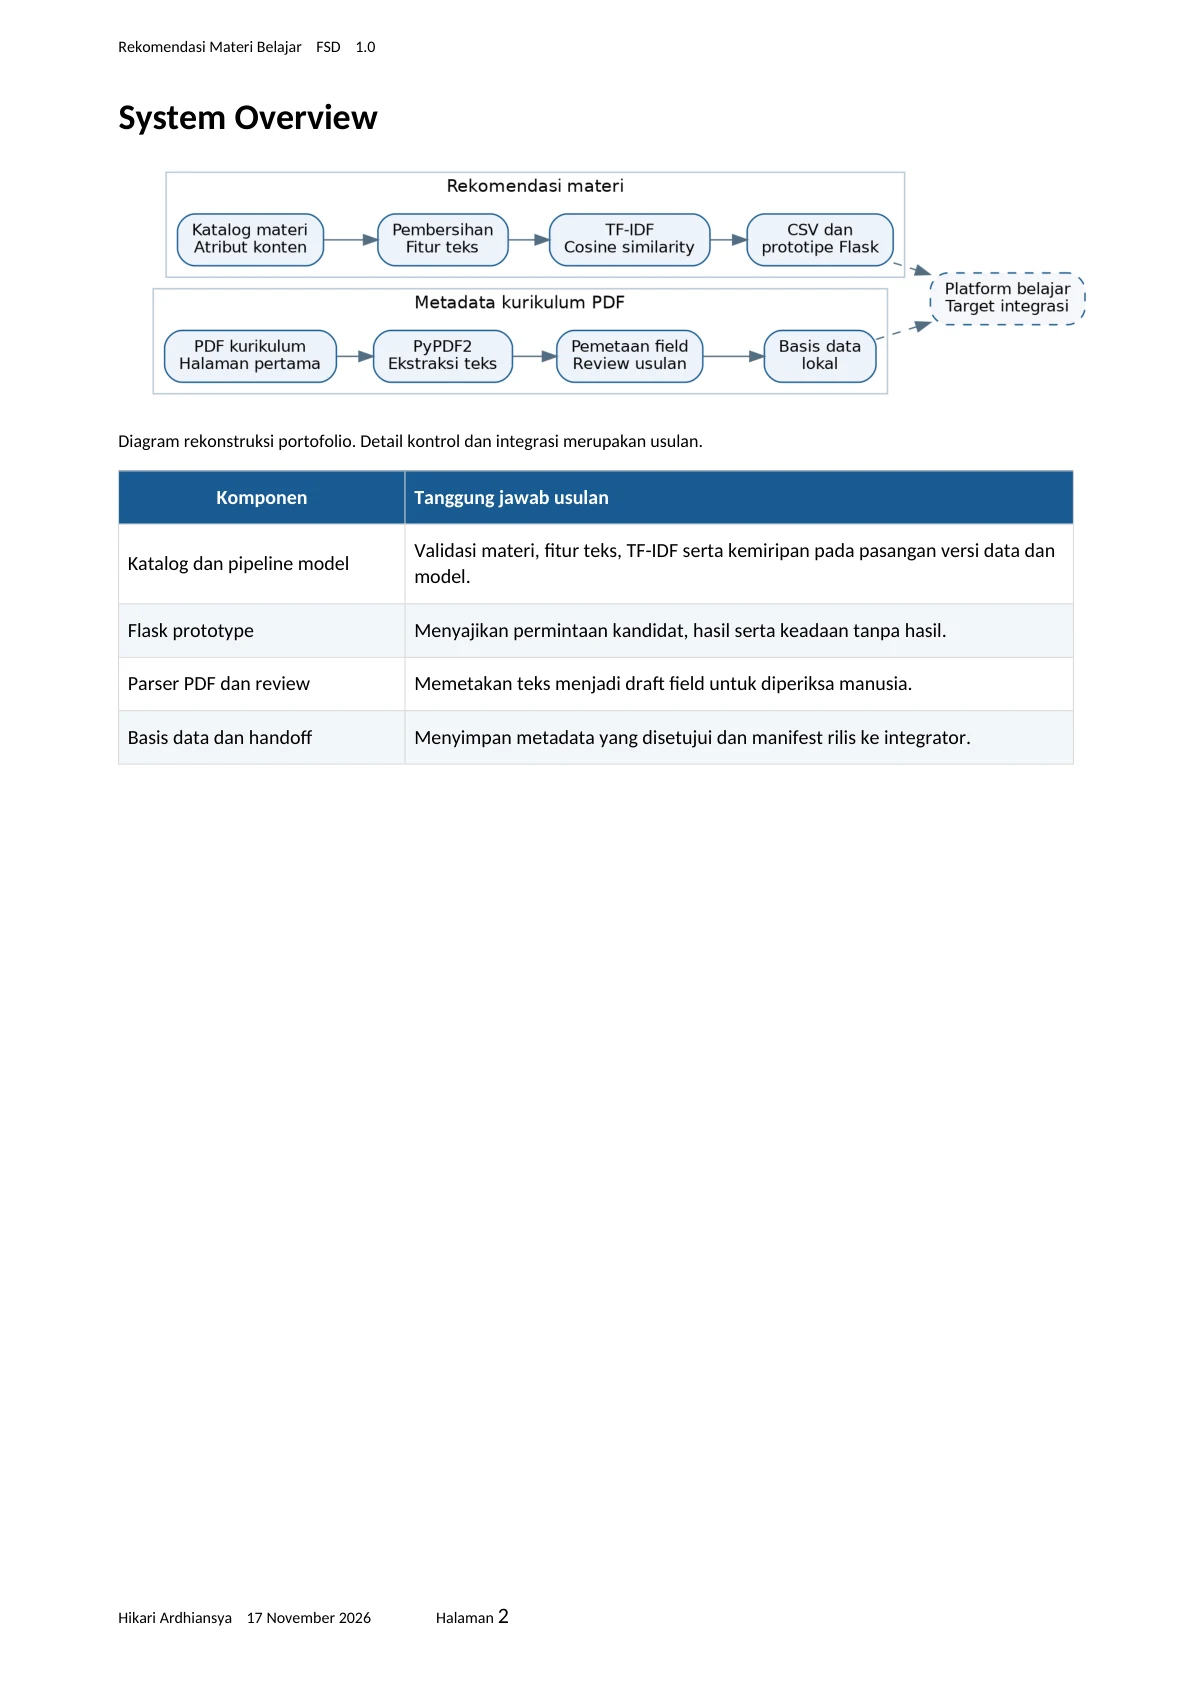 Rekomendasi Materi Belajar FSD 1.0
System Overview
Rekomendasi materi
Katalog materi
Atribut konten
Pembersihan
Fitur teks
TF-IDF
Cosine similarity
CSV dan
prototipe Flask
Platform belajar
Target integrasi
Metadata kurikulum PDF
PDF kurikulum
Halaman pertama
PyPDF2
Ekstraksi teks
Pemetaan field
Review usulan
Basis data
lokal
Diagram rekonstruksi portofolio. Detail kontrol dan integrasi merupakan usulan.
Komponen
Tanggung jawab usulan
Katalog dan pipeline model
Validasi materi, fitur teks, TF-IDF serta kemiripan pada pasangan versi data dan
model.
Flask prototype
Menyajikan permintaan kandidat, hasil serta keadaan tanpa hasil.
Parser PDF dan review
Memetakan teks menjadi draft field untuk diperiksa manusia.
Basis data dan handoff
Menyimpan metadata yang disetujui dan manifest rilis ke integrator.
Hikari Ardhiansya 17 November 2026 Halaman 2